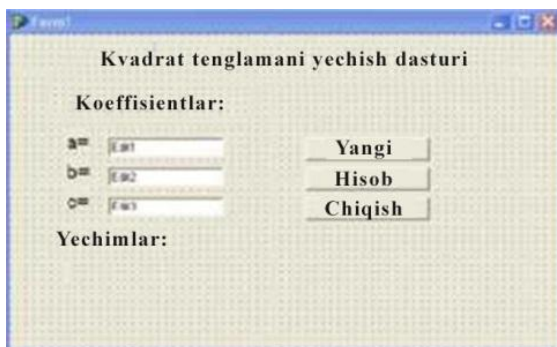 Form1
Kvadrat tenglamani yechish dasturi
Koeffisientlar:
a= Edit1 Yangi
b= Edit2 Hisob
c= Edit3 Chiqish
Yechimlar: